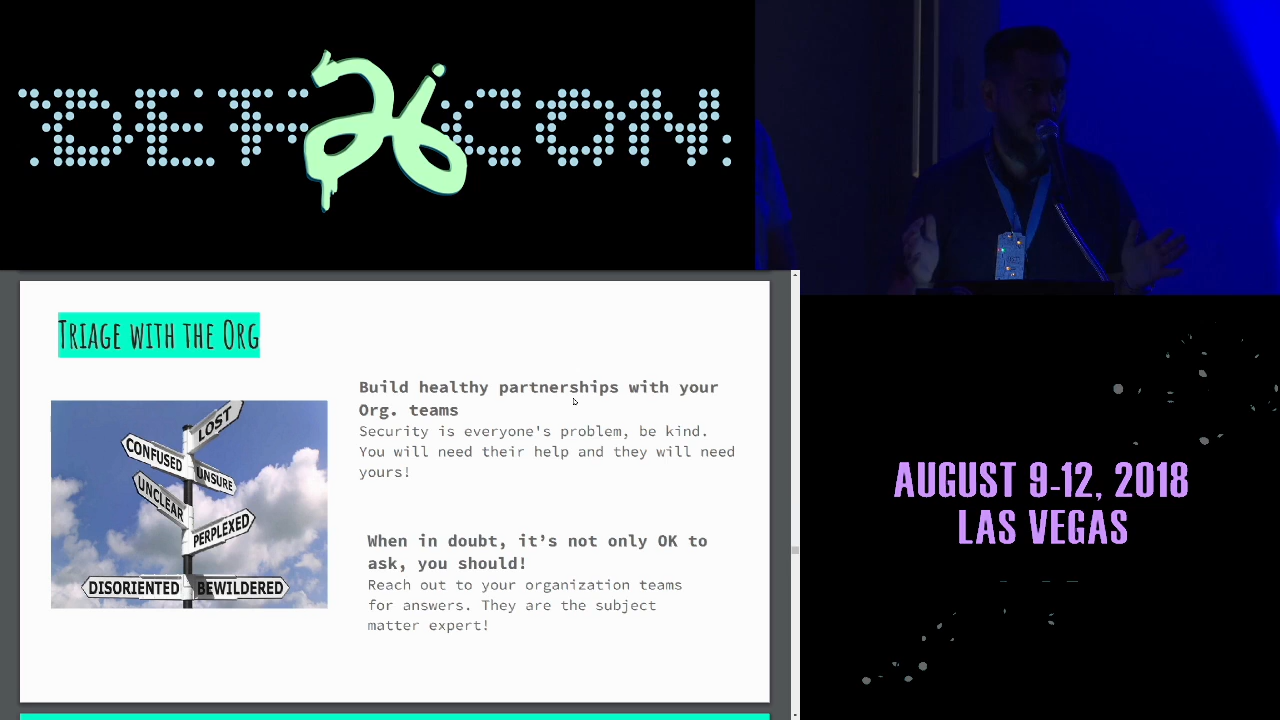 DEF 26 CON
TRIAGE WITH THE ORG
Build healthy partnerships with your
Org. teams
Security is everyone's problem, be kind.
You will need their help and they will need
yours!
When in doubt, it’s not only OK to
ask, you should!
Reach out to your organization teams
for answers. They are the subject
matter expert!
LOST
CONFUSED
UNSURE
UNCLEAR
PERPLEXED
DISORIENTED
BEWILDERED
AUGUST 9-12, 2018
LAS VEGAS